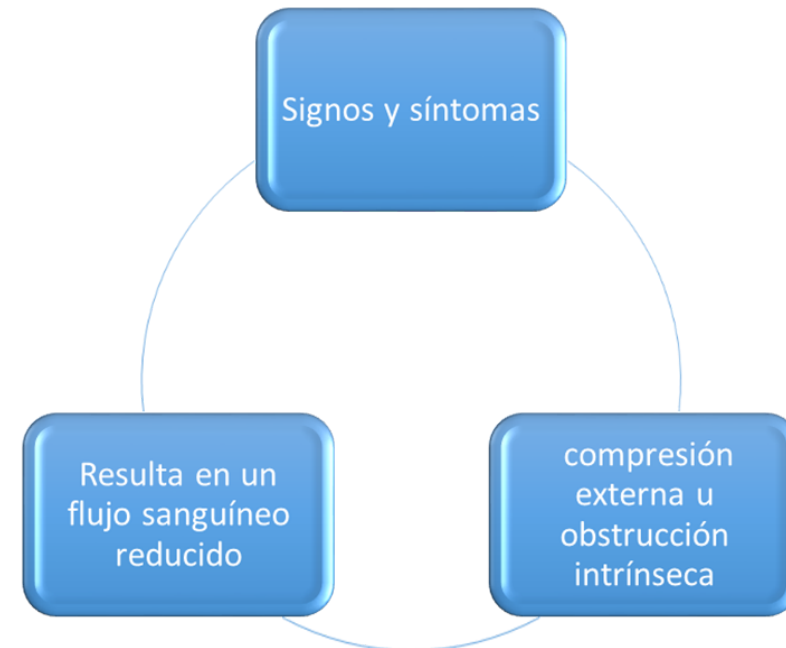 Signos y síntomas
Resulta en un
flujo sanguíneo
reducido
compresión
externa u
obstrucción
intrínseca